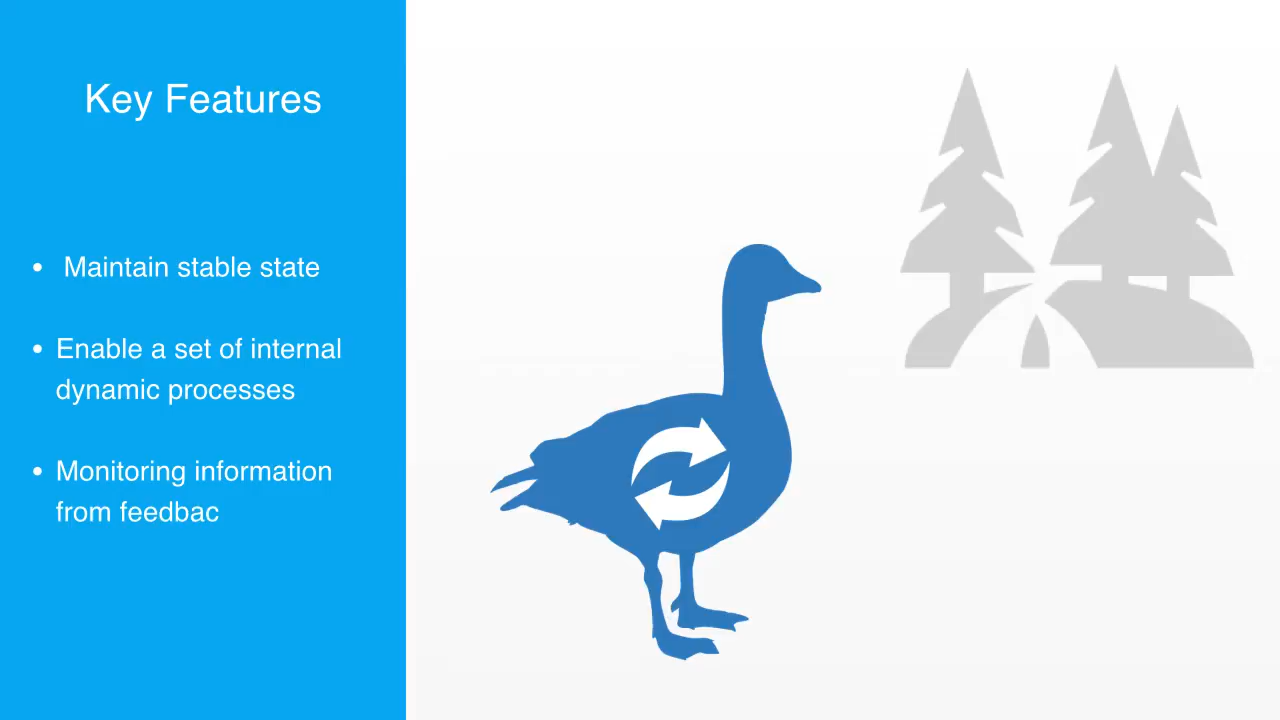 Key Features
• Maintain stable state
• Enable a set of internal
dynamic processes
• Monitoring information
from feedbac